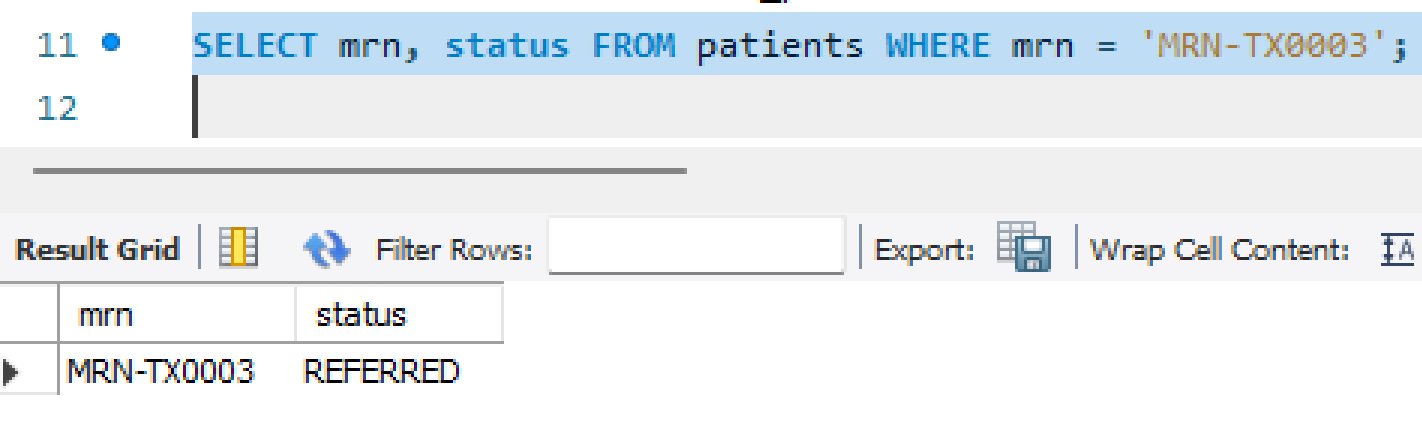 11 SELECT mrn, status FROM patients WHERE mrn = 'MRN-TX0003';
12
Result Grid Filter Rows: Export: Wrap Cell Content: A
mrn status
MRN-TX0003 REFERRED